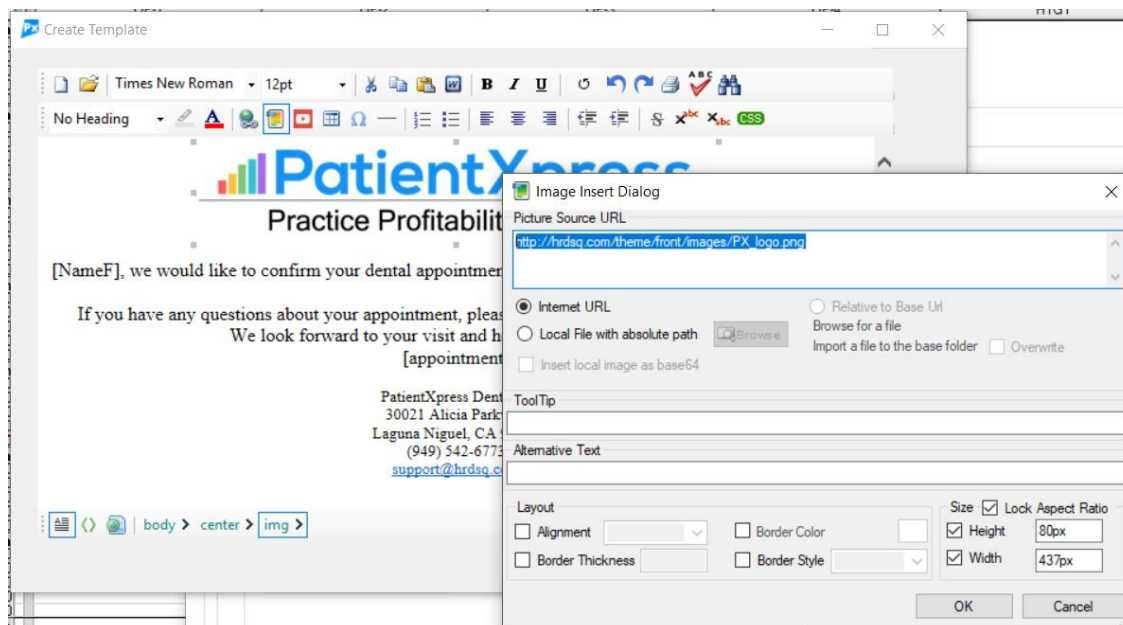 Create Template
Times New Roman
12pt
B I U
ABC
No Heading
A
Ω
S
X abc
X abc
CSS
PatientXpress
Practice Profitabilit
[NameF], we would like to confirm your dental appointmen
If you have any questions about your appointment, pleas
We look forward to your visit and h
[appointment
PatientXpress Dent
30021 Alicia Park
Laguna Niguel, CA
(949) 542-6773
support@hrdsq.c
body > center > img >
Image Insert Dialog
Picture Source URL
http://hrdsq.com/theme/front/images/PX_logo.png
Internet URL
Relative to Base Url
Local File with absolute path
Browse
Browse for a file
Import a file to the base folder
Overwrite
Insert local image as base64
ToolTip
Alternative Text
Layout
Size
Lock Aspect Ratio
Alignment
Border Color
Height
80px
Border Thickness
Border Style
Width
437px
OK
Cancel